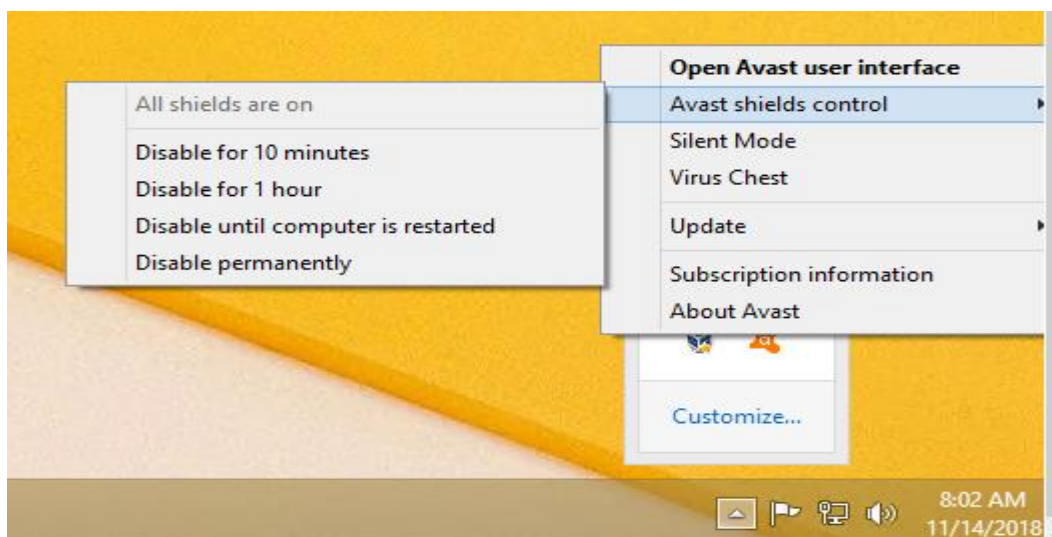 Open Avast user interface
Avast shields control
Silent Mode
Virus Chest
Update
Subscription information
About Avast
All shields are on
Disable for 10 minutes
Disable for 1 hour
Disable until computer is restarted
Disable permanently
Customize...
8:02 AM
11/14/2018